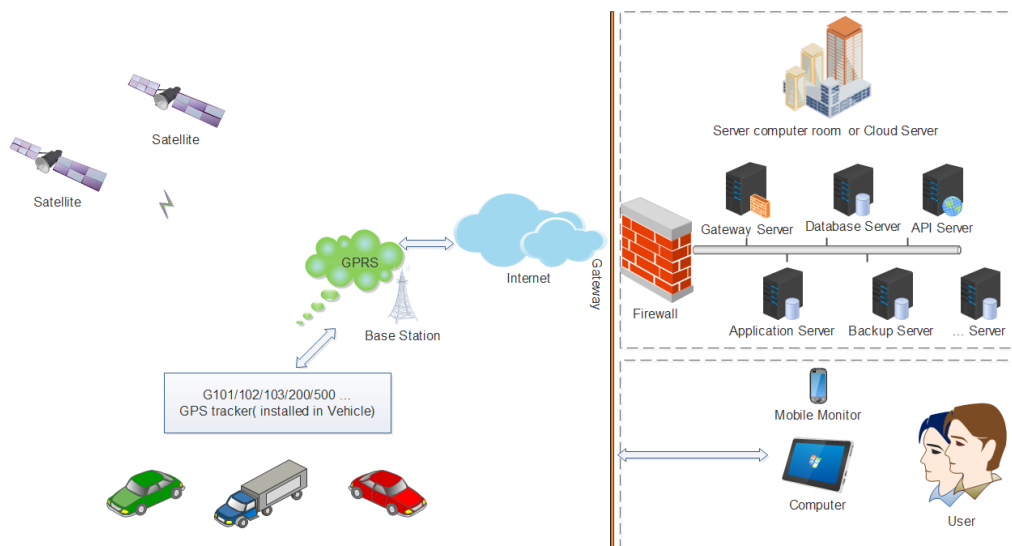 Satellite
Satellite
GPRS
Base Station
Internet
Gateway
G101/102/103/200/500 ...
GPS tracker( installed in Vehicle)
Server computer room  or Cloud Server
Gateway Server
Database Server
API Server
Firewall
Application Server
Backup Server
... Server
Mobile Monitor
Computer
User